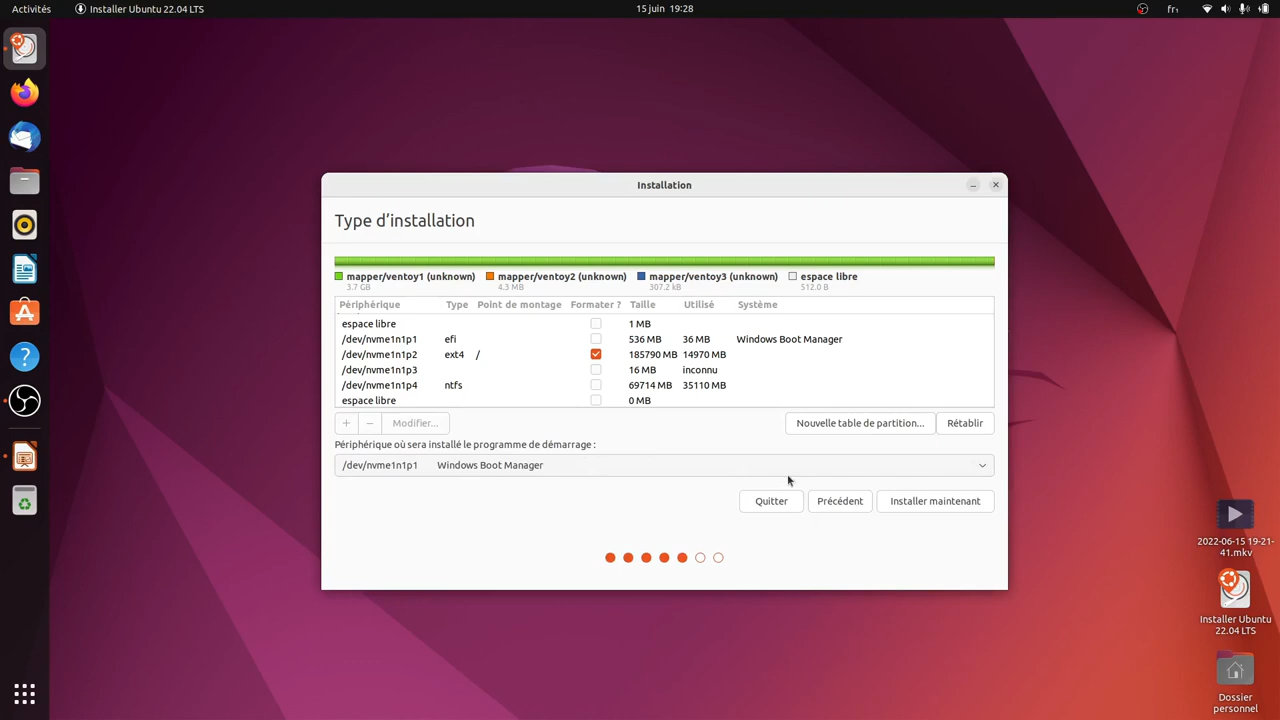 Activités Installer Ubuntu 22.04 LTS 15 juin 19:28 fr₁
Installation
Type d’installation
mapper/ventoy1 (unknown) mapper/ventoy2 (unknown) mapper/ventoy3 (unknown) espace libre
3.7 GB 4.3 MB 307.2 kB 512.0 B
Périphérique Type Point de montage Formater ? Taille Utilisé Système
espace libre 1 MB
/dev/nvme1n1p1 efi 536 MB 36 MB Windows Boot Manager
/dev/nvme1n1p2 ext4 / 185790 MB 14970 MB
/dev/nvme1n1p3 16 MB inconnu
/dev/nvme1n1p4 ntfs 69714 MB 35110 MB
espace libre 0 MB
+ − Modifier... Nouvelle table de partition... Rétablir
Périphérique où sera installé le programme de démarrage :
/dev/nvme1n1p1 Windows Boot Manager
Quitter Précédent Installer maintenant
2022-06-15 19-21-
41.mkv
Installer Ubuntu
22.04 LTS
Dossier
personnel